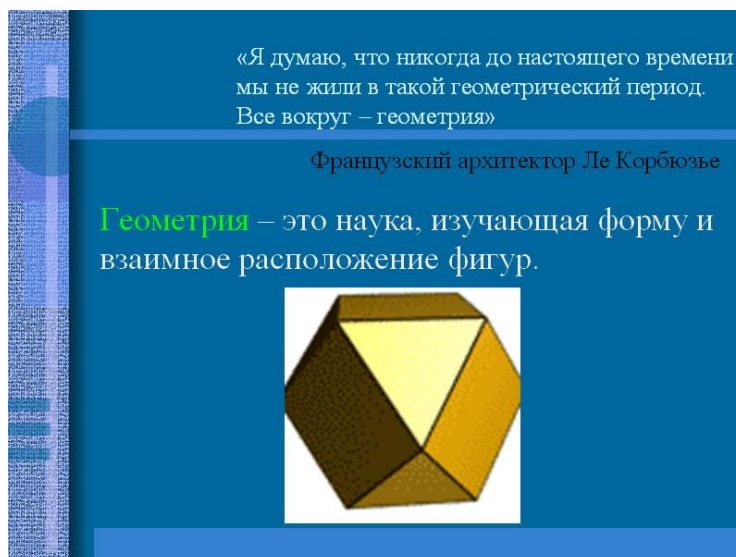 «Я думаю, что никогда до настоящего времени
мы не жили в такой геометрический период.
Все вокруг – геометрия»
Французский архитектор Ле Корбюзье
Геометрия – это наука, изучающая форму и
взаимное расположение фигур.